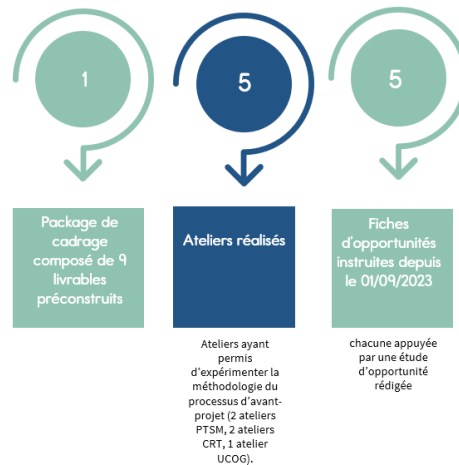 1
Package de
cadrage
composé de 9
livrables
préconstruits
5
Ateliers réalisés
Ateliers ayant
permis
d'expérimenter la
méthodologie du
processus d'avant-
projet (2 ateliers
PTSM, 2 ateliers
CRT, 1 atelier
UCOG).
5
Fiches
d'opportunités
instruites depuis
le 01/09/2023
chacune appuyée
par une étude
d'opportunité
rédigée